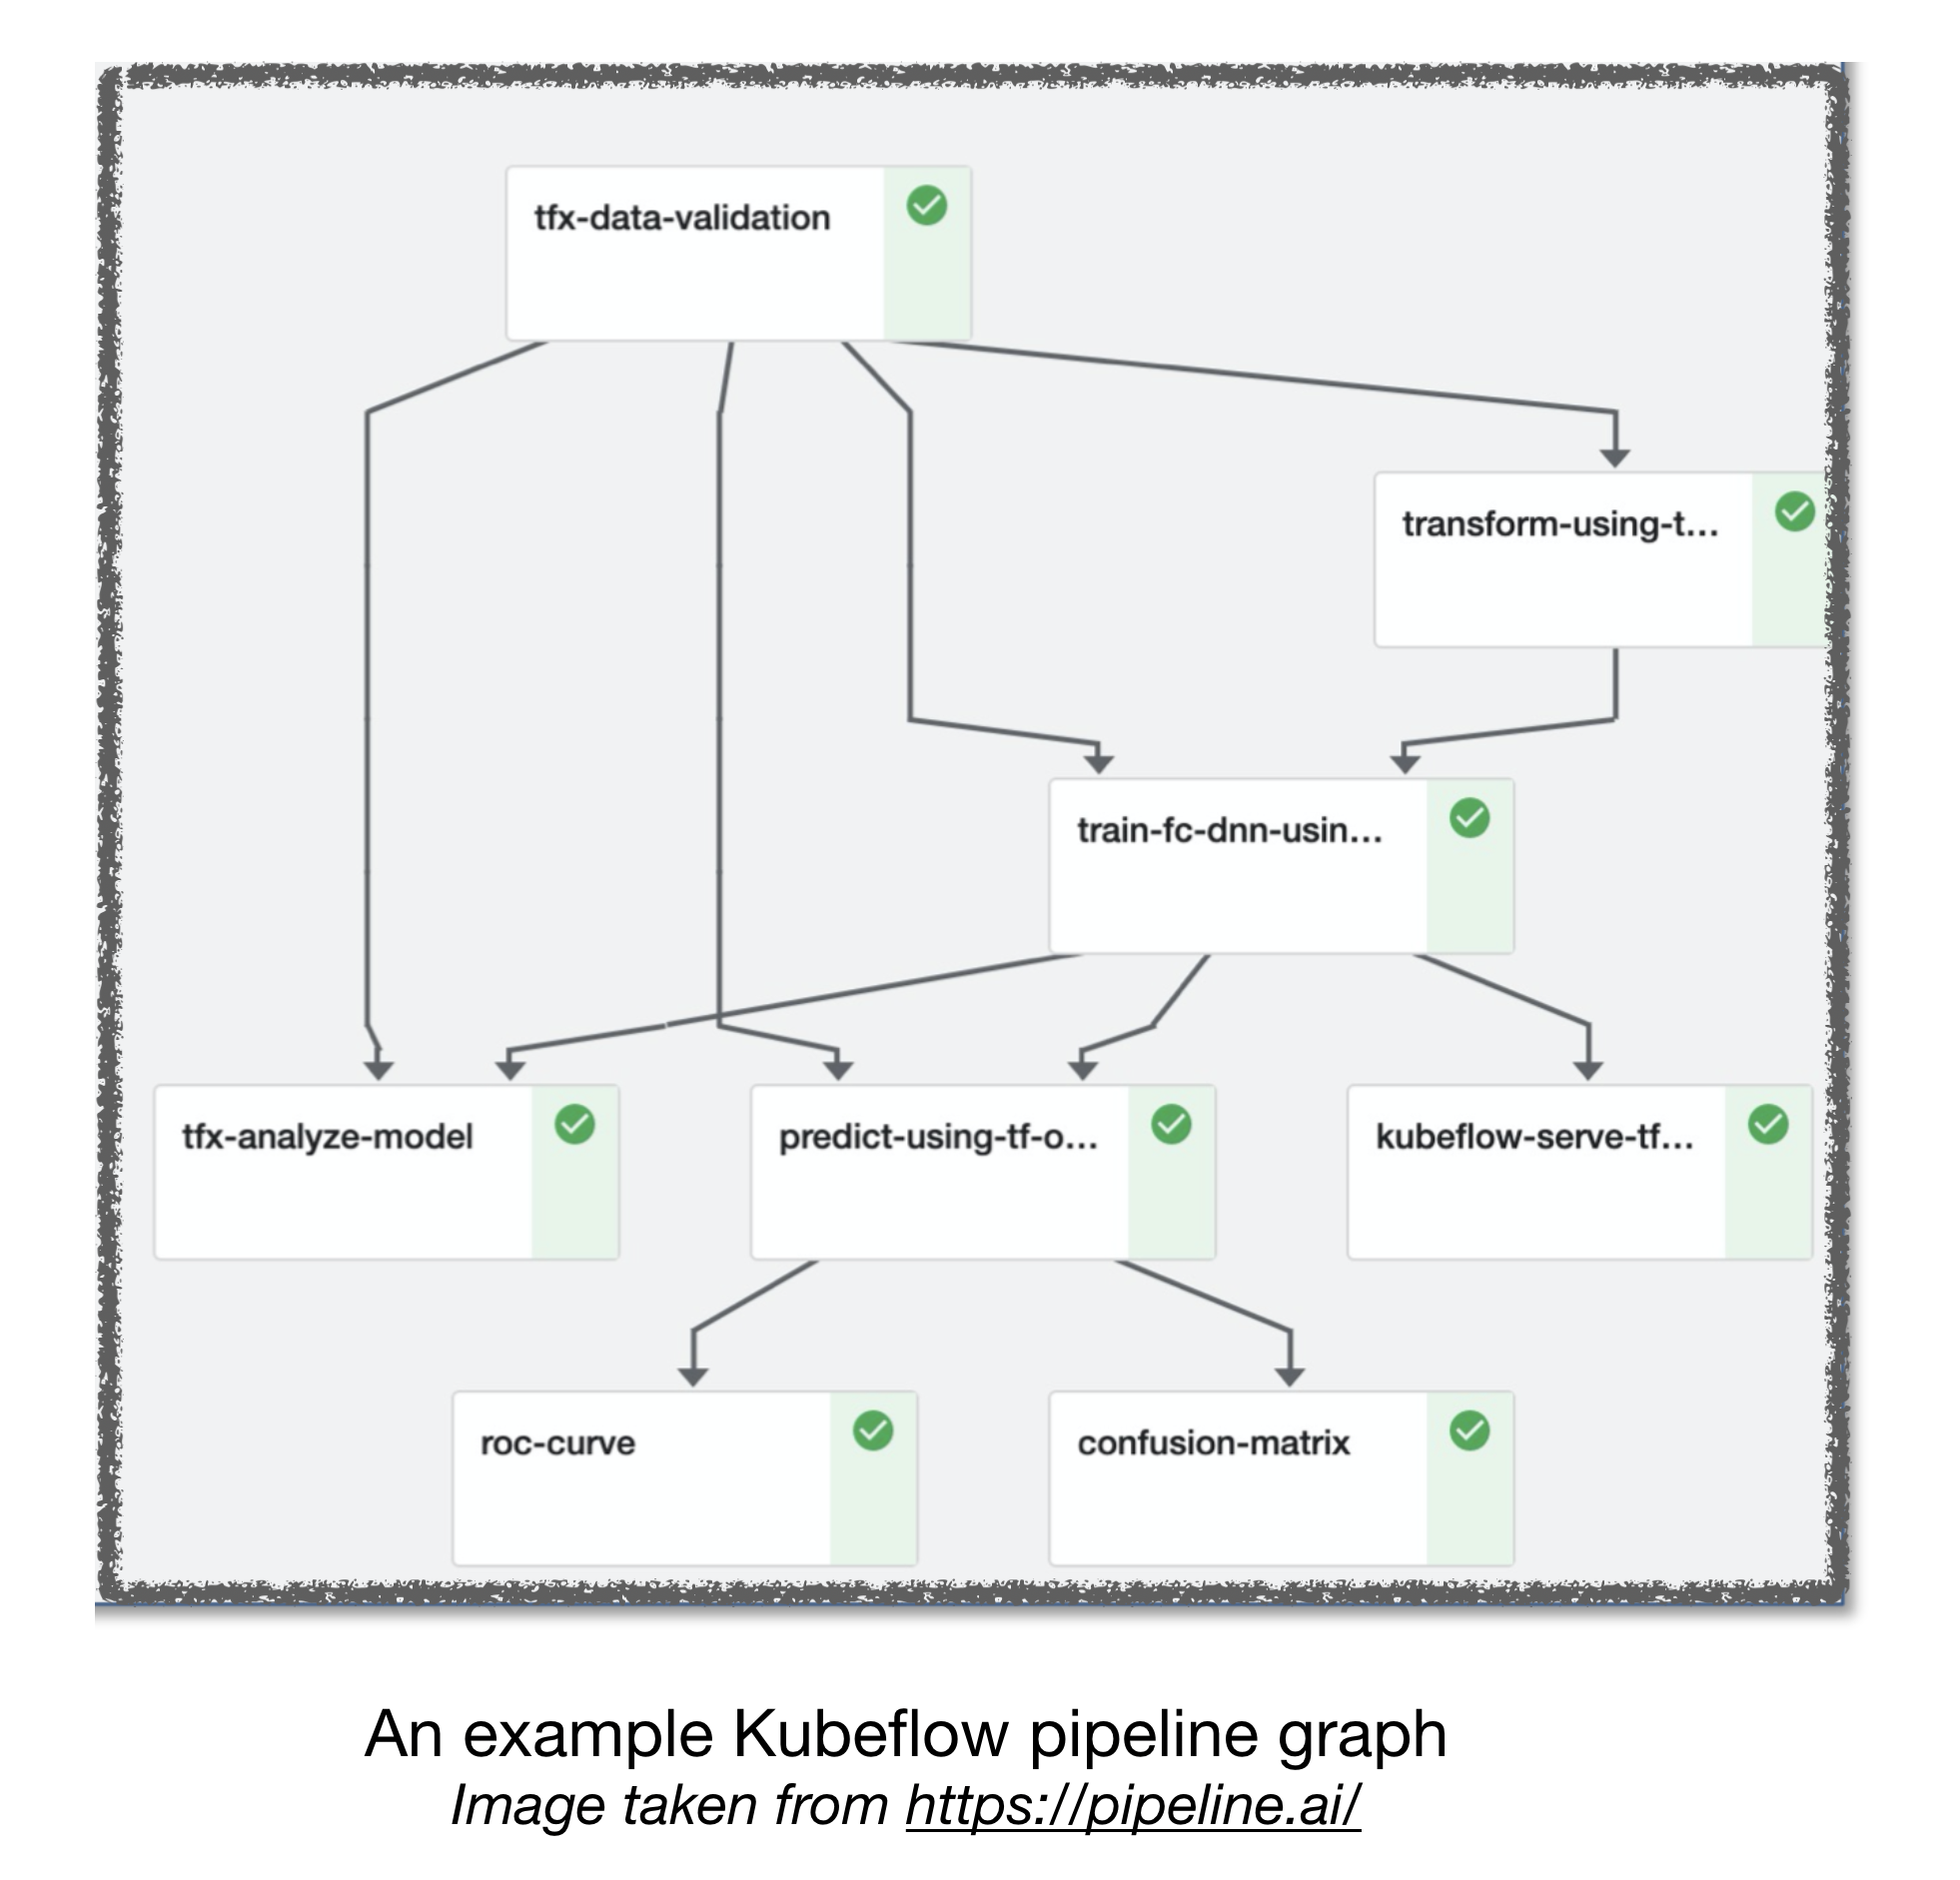 tfx-data-validation
transform-using-t...
train-fc-dnn-usin...
tfx-analyze-model
predict-using-tf-o...
kubeflow-serve-tf...
roc-curve
confusion-matrix
An example Kubeflow pipeline graph
Image taken from https://pipeline.ai/